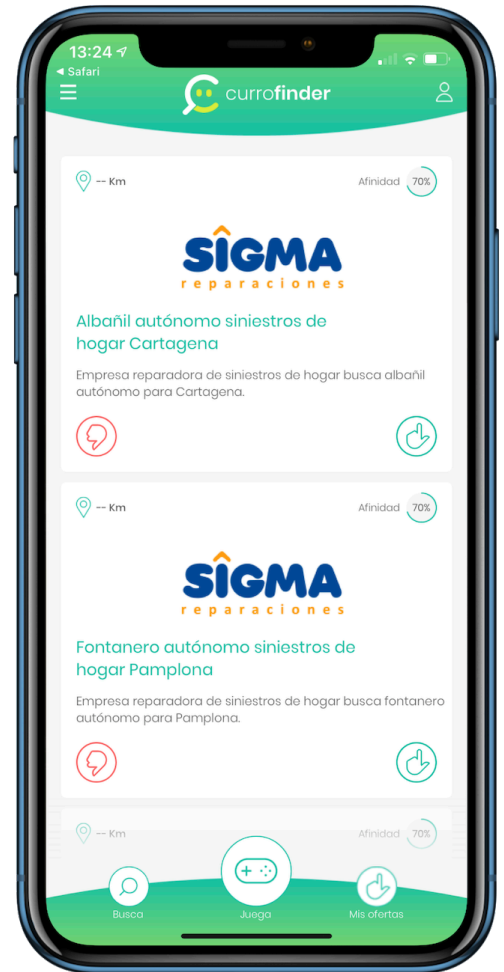 13:24
◄ Safari
currofinder
-- Km
Afinidad 70%
SÎGMA
reparaciones
Albañil autónomo siniestros de
hogar Cartagena
Empresa reparadora de siniestros de hogar busca albañil
autónomo para Cartagena.
-- Km
Afinidad 70%
SÎGMA
reparaciones
Fontanero autónomo siniestros de
hogar Pamplona
Empresa reparadora de siniestros de hogar busca fontanero
autónomo para Pamplona.
-- Km
Afinidad 70%
Busca
Juega
Mis ofertas